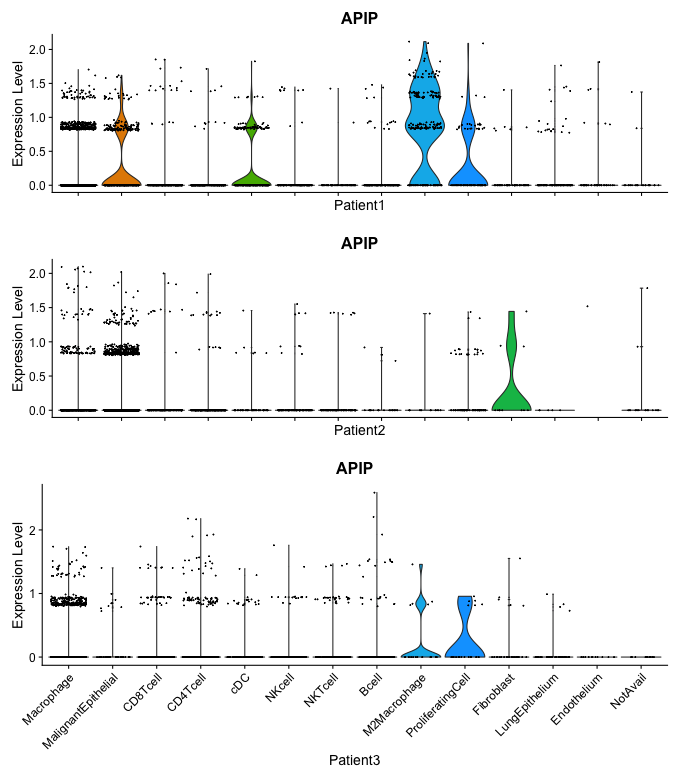 APIP
Expression Level
2.0
1.5
1.0
0.5
0.0
Patient1
APIP
Expression Level
2.0
1.5
1.0
0.5
0.0
Patient2
APIP
Expression Level
2
1
0
Macrophage
MalignantEpithelial
CD8Tcell
CD4Tcell
cDC
NKcell
NKTcell
Bcell
M2Macrophage
ProliferatingCell
Fibroblast
LungEpithelium
Endothelium
NotAvail
Patient3